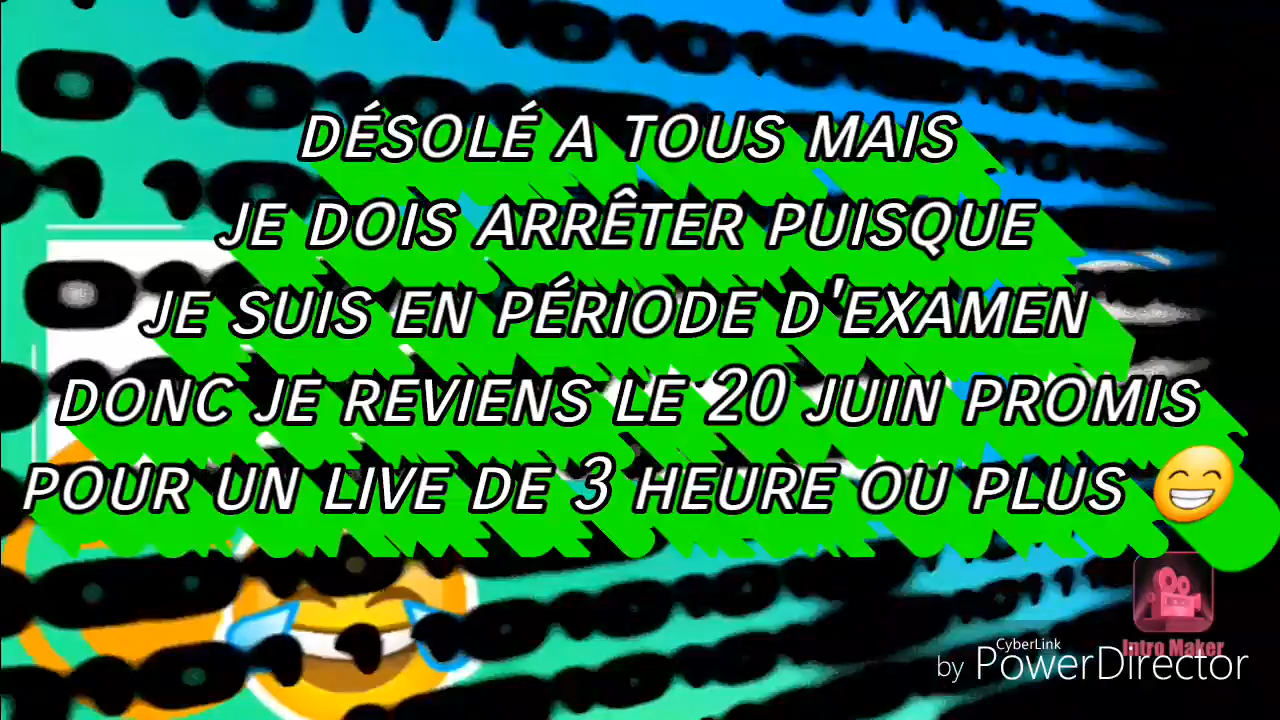 DÉSOLÉ A TOUS MAIS
JE DOIS ARRÊTER PUISQUE
JE SUIS EN PÉRIODE D'EXAMEN
DONC JE REVIENS LE 20 JUIN PROMIS
POUR UN LIVE DE 3 HEURE OU PLUS 😁
Intro Maker
CyberLink
by PowerDirector